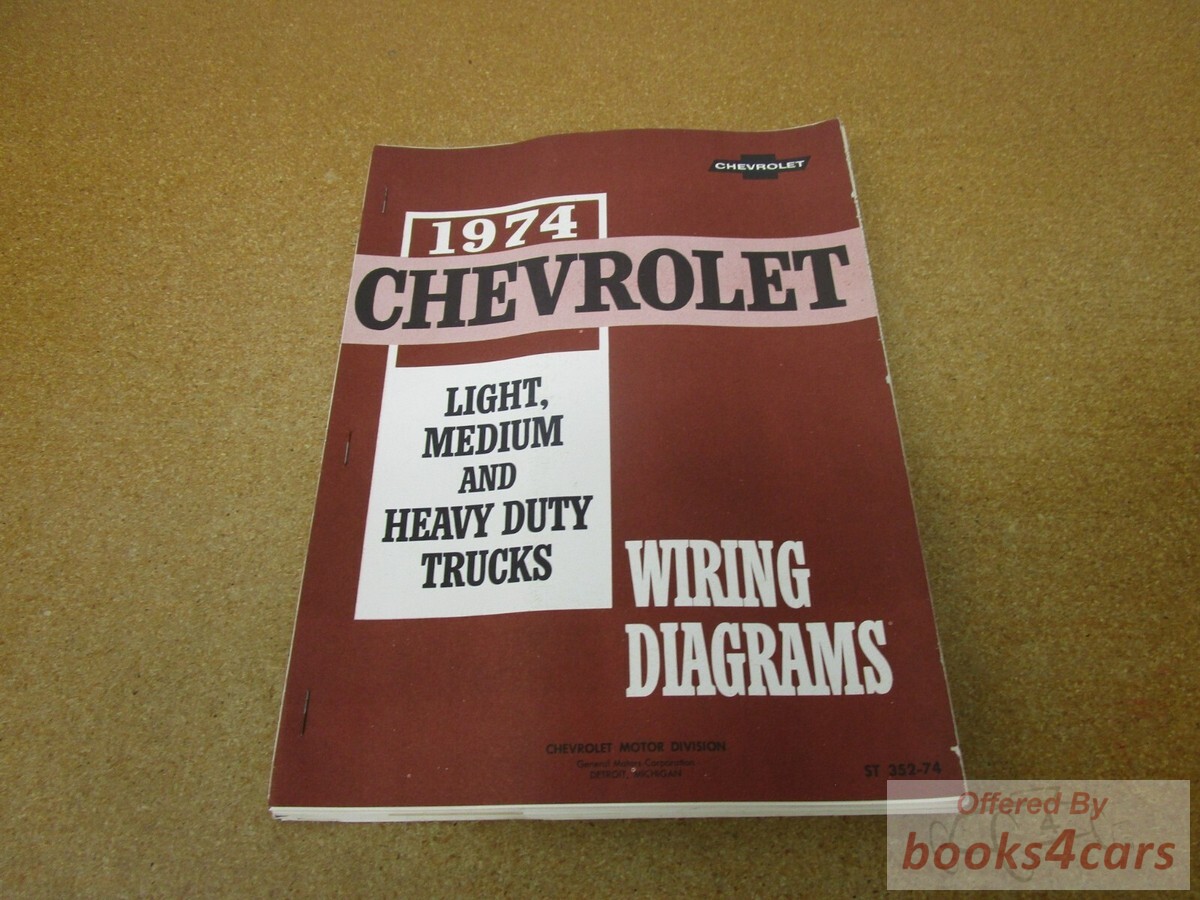 CHEVROLET
1974
CHEVROLET
LIGHT,
MEDIUM
AND
HEAVY DUTY
TRUCKS
WIRING
DIAGRAMS
CHEVROLET MOTOR DIVISION
General Motors Corporation
DETROIT, MICHIGAN
ST 352-74
Offered By
books4cars